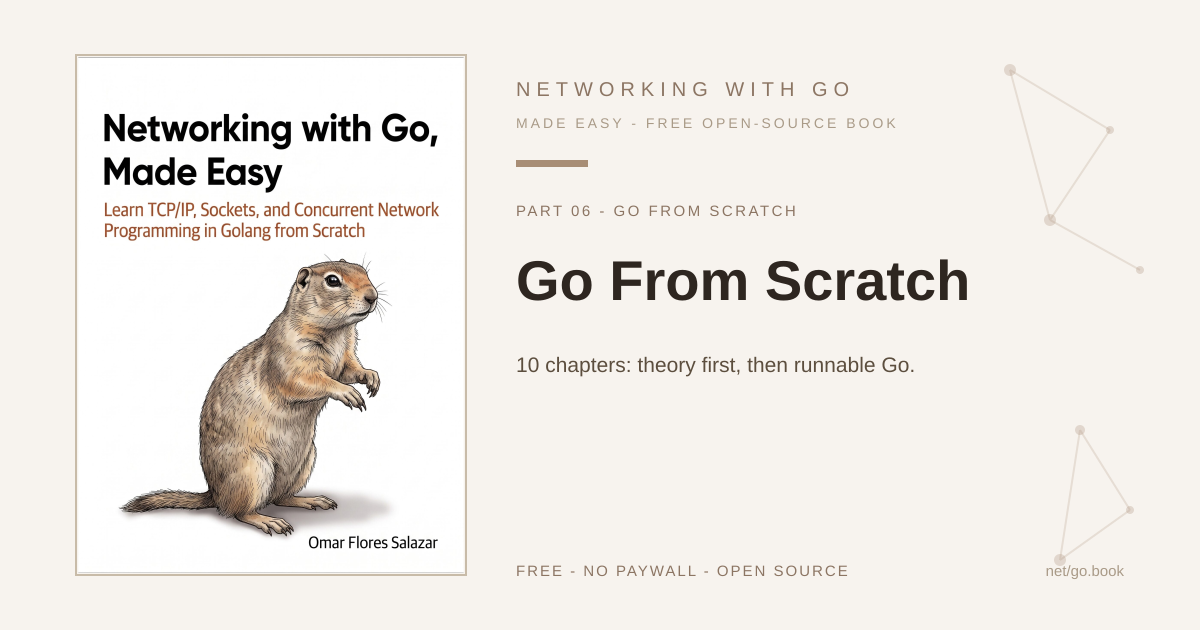 Networking with Go,
Made Easy
Learn TCP/IP, Sockets, and Concurrent Network
Programming in Golang from Scratch
Omar Flores Salazar
NETWORKING WITH GO
MADE EASY - FREE OPEN-SOURCE BOOK
PART 06 - GO FROM SCRATCH
Go From Scratch
10 chapters: theory first, then runnable Go.
FREE - NO PAYWALL - OPEN SOURCE
net/go.book